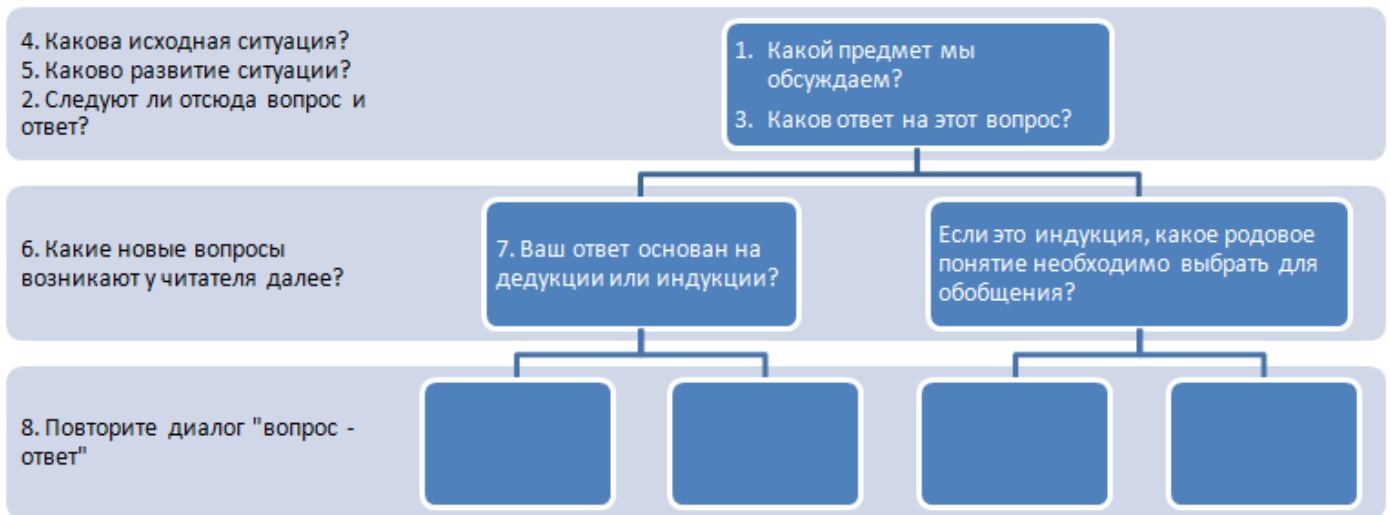 4. Какова исходная ситуация?
5. Каково развитие ситуации?
2. Следуют ли отсюда вопрос и
ответ?
1. Какой предмет мы
обсуждаем?
3. Каков ответ на этот вопрос?
6. Какие новые вопросы
возникают у читателя далее?
7. Ваш ответ основан на
дедукции или индукции?
Если это индукция, какое родовое
понятие необходимо выбрать для
обобщения?
8. Повторите диалог "вопрос -
ответ"